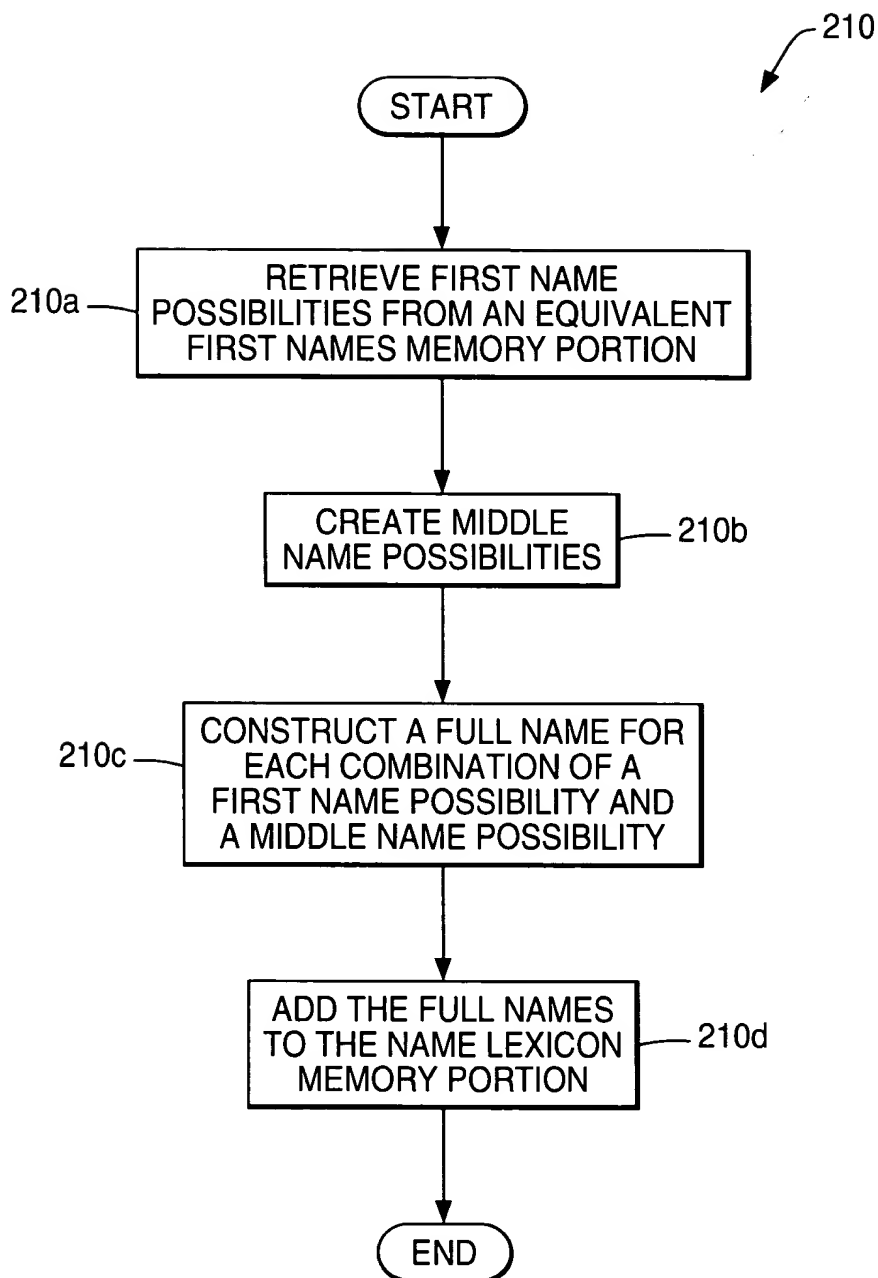 210
START
210a
RETRIEVE FIRST NAME
POSSIBILITIES FROM AN EQUIVALENT
FIRST NAMES MEMORY PORTION
CREATE MIDDLE
NAME POSSIBILITIES
210b
210c
CONSTRUCT A FULL NAME FOR
EACH COMBINATION OF A
FIRST NAME POSSIBILITY AND
A MIDDLE NAME POSSIBILITY
ADD THE FULL NAMES
TO THE NAME LEXICON
MEMORY PORTION
210d
END